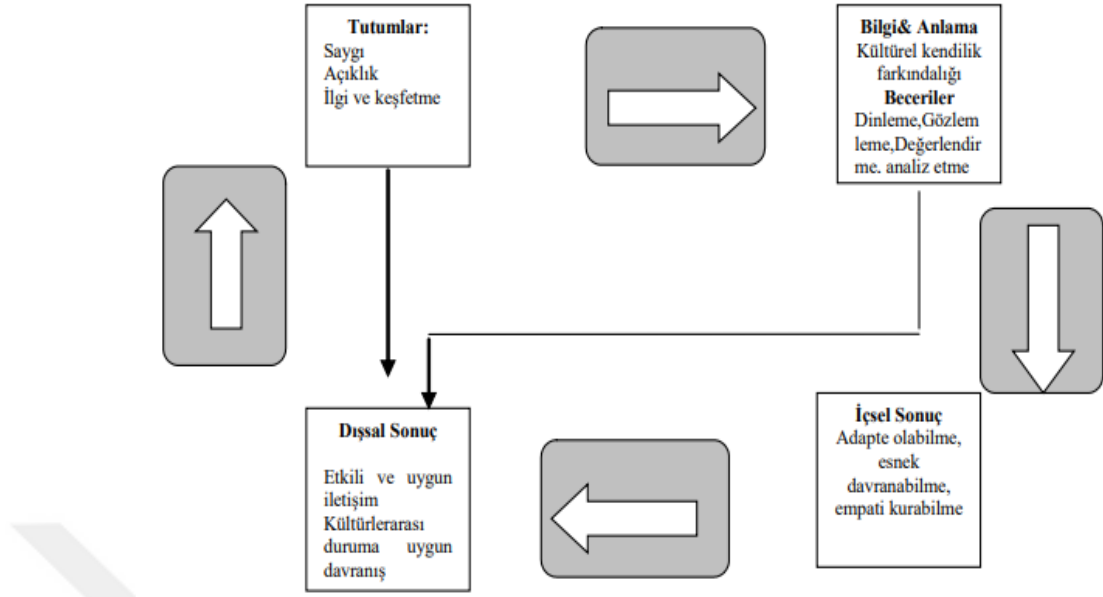 Tutumlar:
Saygı
Açıklık
İlgi ve keşfetme
Bilgi& Anlama
Kültürel kendilik
farkındalığı
Beceriler
Dinleme,Gözlem
leme,Değerlendir
me. analiz etme
Dışsal Sonuç
Etkili ve uygun
iletişim
Kültürlerarası
duruma uygun
davranış
İçsel Sonuç
Adapte olabilme,
esnek
davranabilme,
empati kurabilme